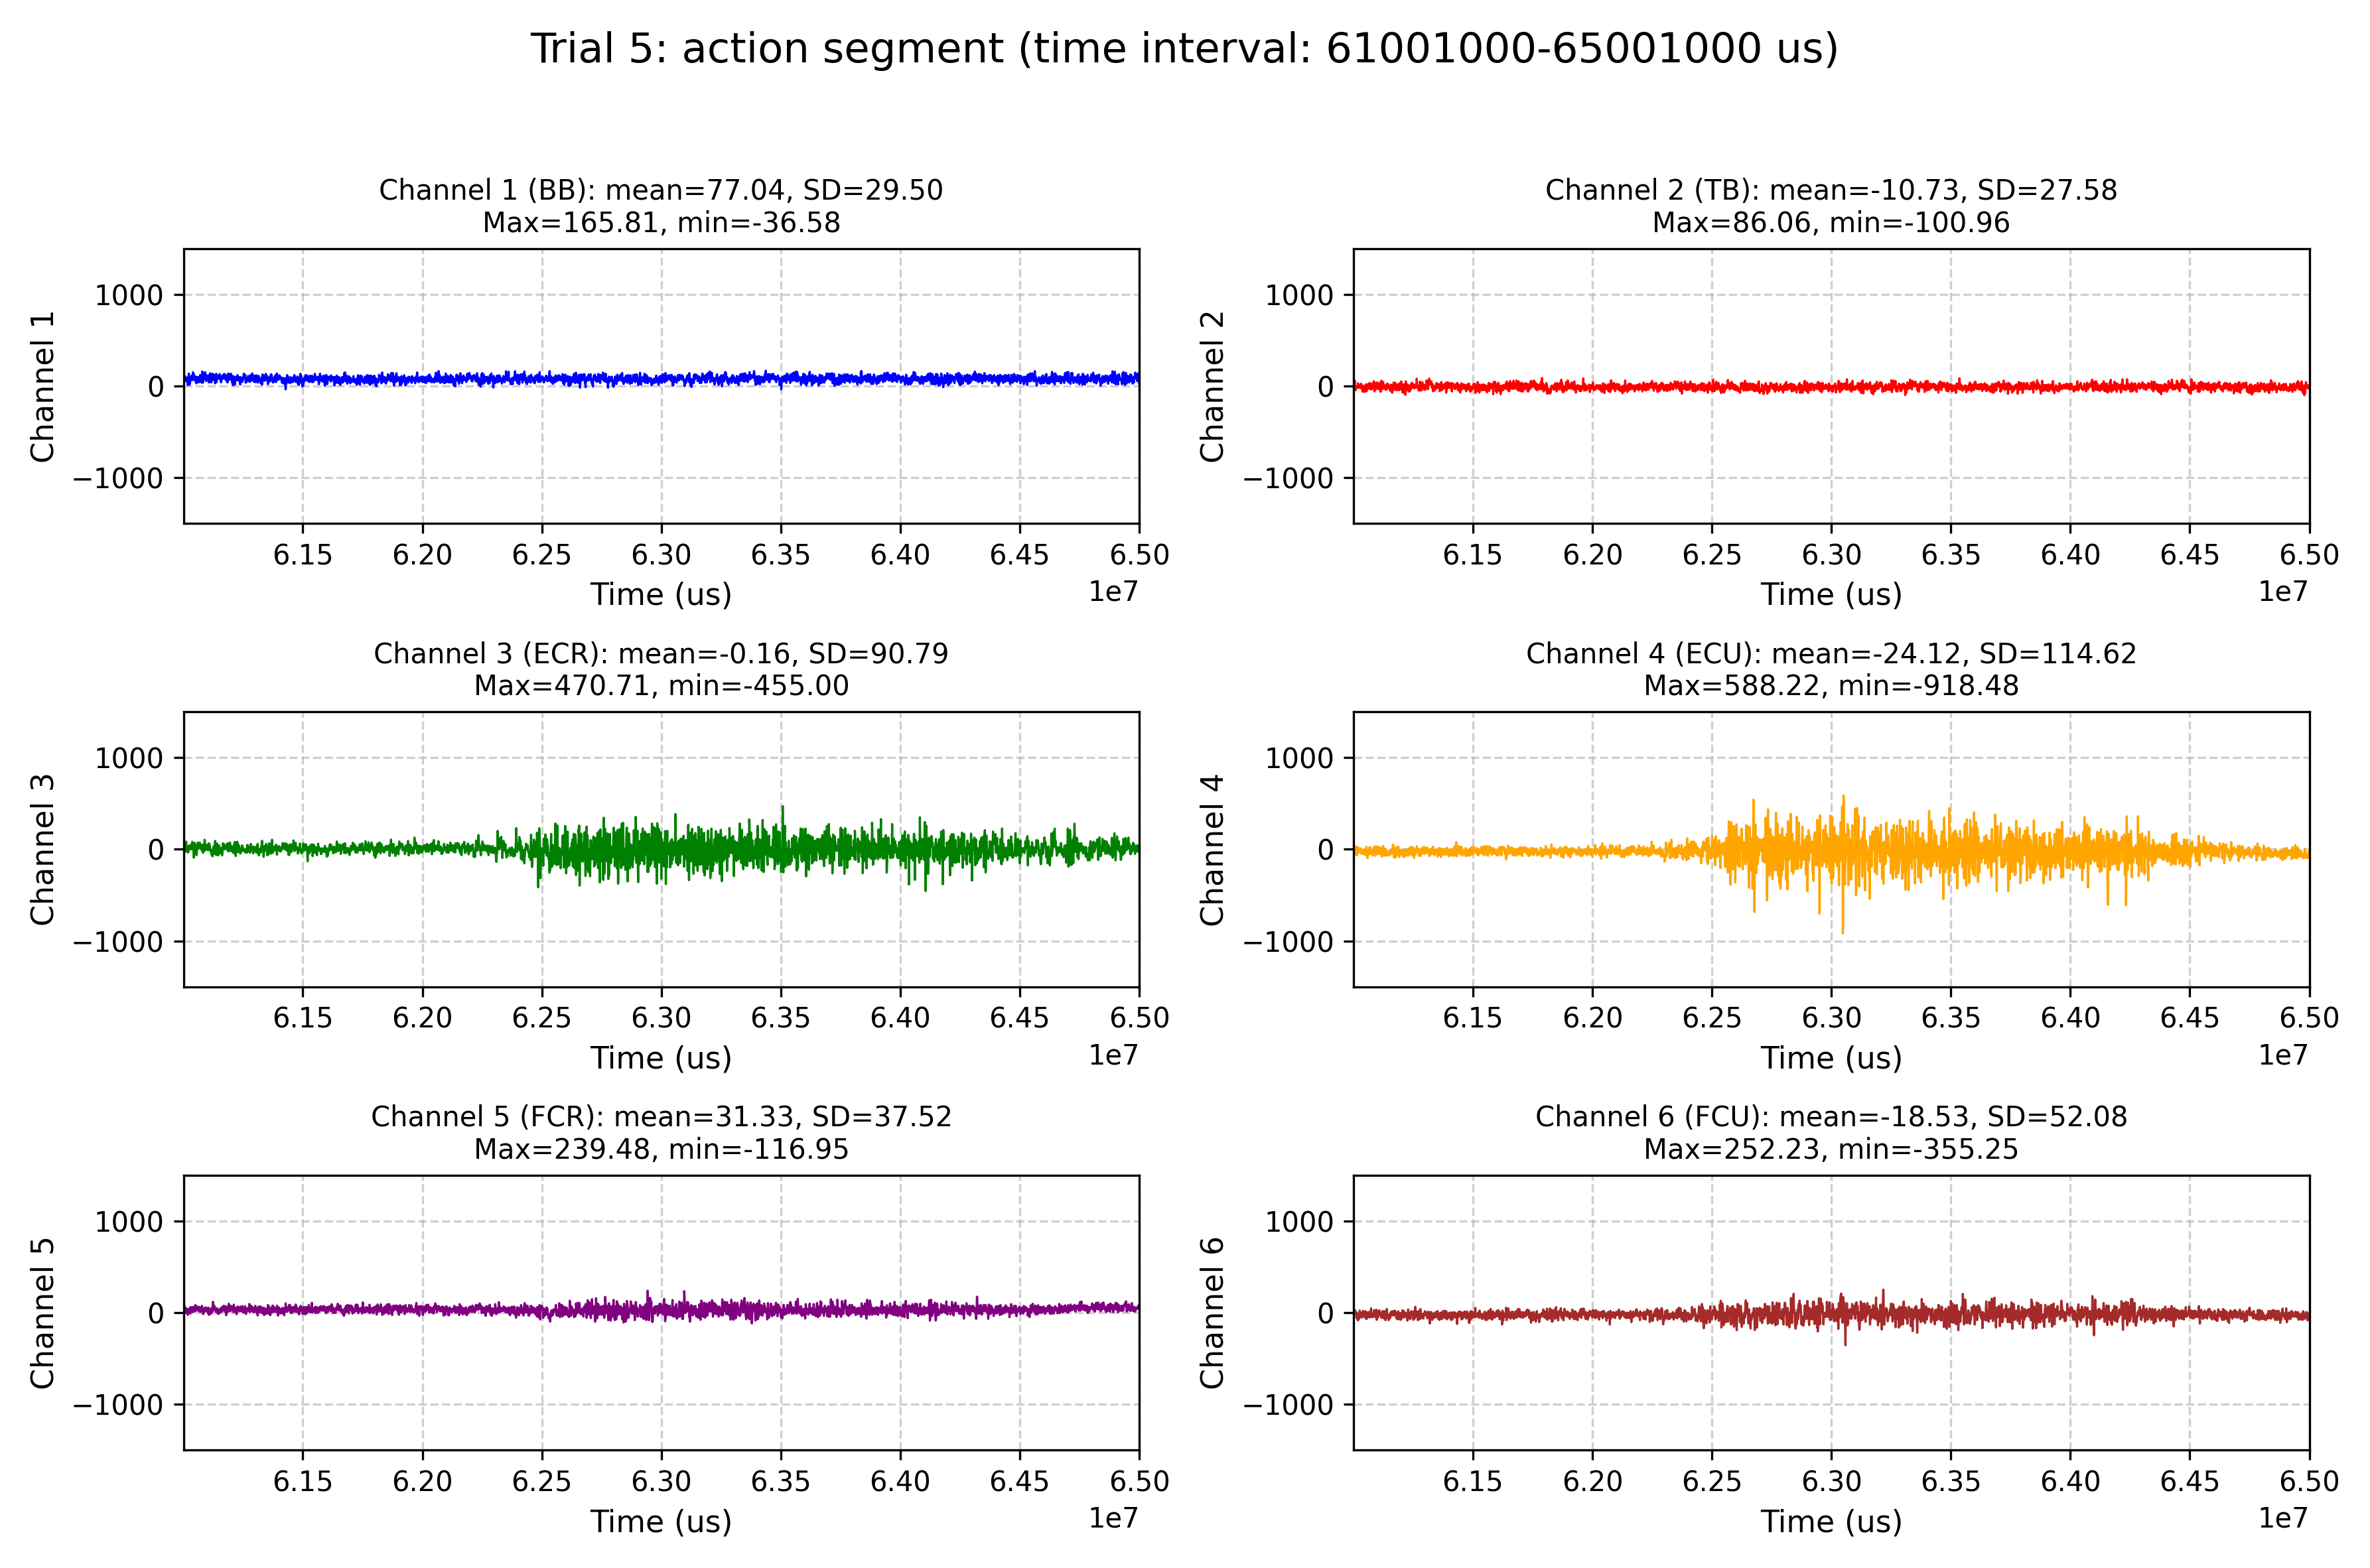 Trial 5: action segment (time interval: 61001000-65001000 us)
Channel 1 (BB): mean=77.04, SD=29.50
Max=165.81, min=-36.58
Channel 1
1000
0
−1000
6.15 6.20 6.25 6.30 6.35 6.40 6.45 6.50
Time (us)
1e7
Channel 2 (TB): mean=-10.73, SD=27.58
Max=86.06, min=-100.96
Channel 2
1000
0
−1000
6.15 6.20 6.25 6.30 6.35 6.40 6.45 6.50
Time (us)
1e7
Channel 3 (ECR): mean=-0.16, SD=90.79
Max=470.71, min=-455.00
Channel 3
1000
0
−1000
6.15 6.20 6.25 6.30 6.35 6.40 6.45 6.50
Time (us)
1e7
Channel 4 (ECU): mean=-24.12, SD=114.62
Max=588.22, min=-918.48
Channel 4
1000
0
−1000
6.15 6.20 6.25 6.30 6.35 6.40 6.45 6.50
Time (us)
1e7
Channel 5 (FCR): mean=31.33, SD=37.52
Max=239.48, min=-116.95
Channel 5
1000
0
−1000
6.15 6.20 6.25 6.30 6.35 6.40 6.45 6.50
Time (us)
1e7
Channel 6 (FCU): mean=-18.53, SD=52.08
Max=252.23, min=-355.25
Channel 6
1000
0
−1000
6.15 6.20 6.25 6.30 6.35 6.40 6.45 6.50
Time (us)
1e7